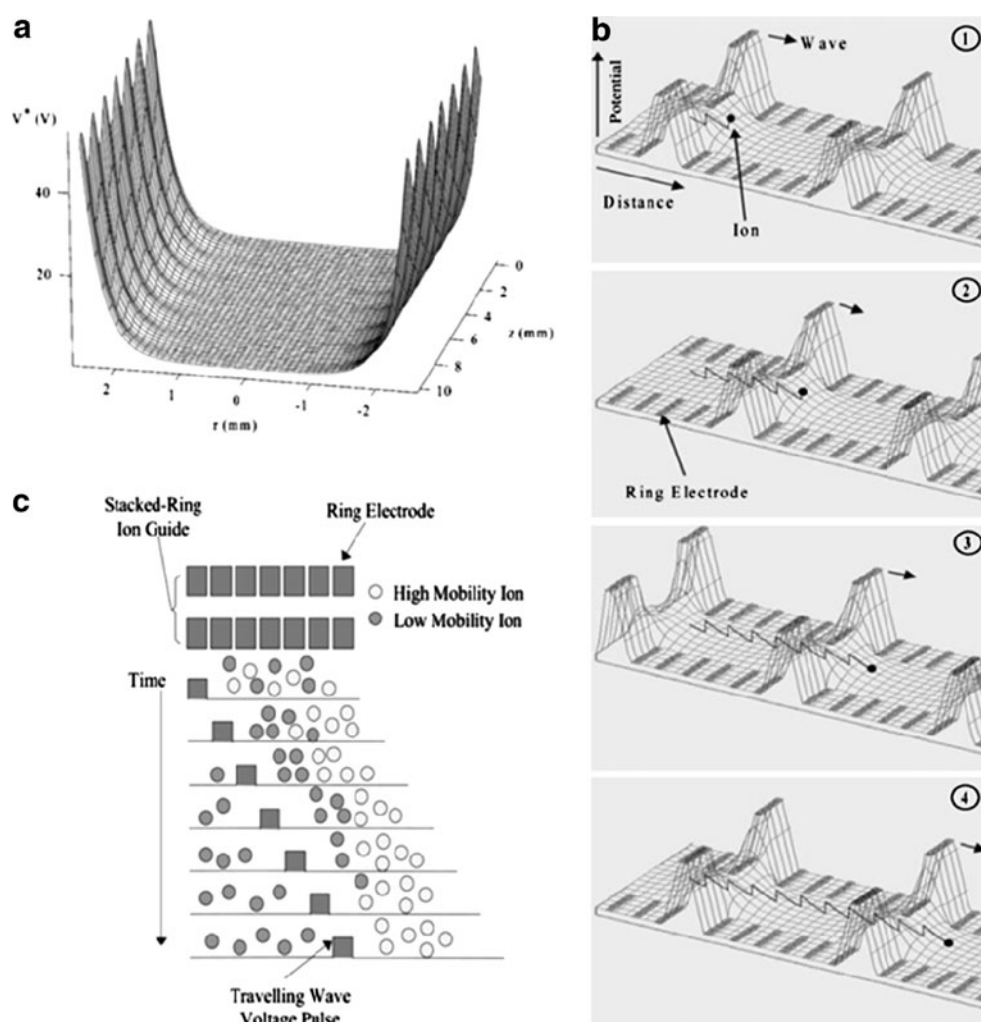 a
V* (V)
40
20
2
1
0
-1
-2
r (mm)
0
2
4
6
8
10
z (mm)
b
1
Wave
Potential
Distance
Ion
2
Ring Electrode
3
4
c
Stacked-Ring
Ion Guide
Ring Electrode
High Mobility Ion
Low Mobility Ion
Time
Travelling Wave
Voltage Pulse